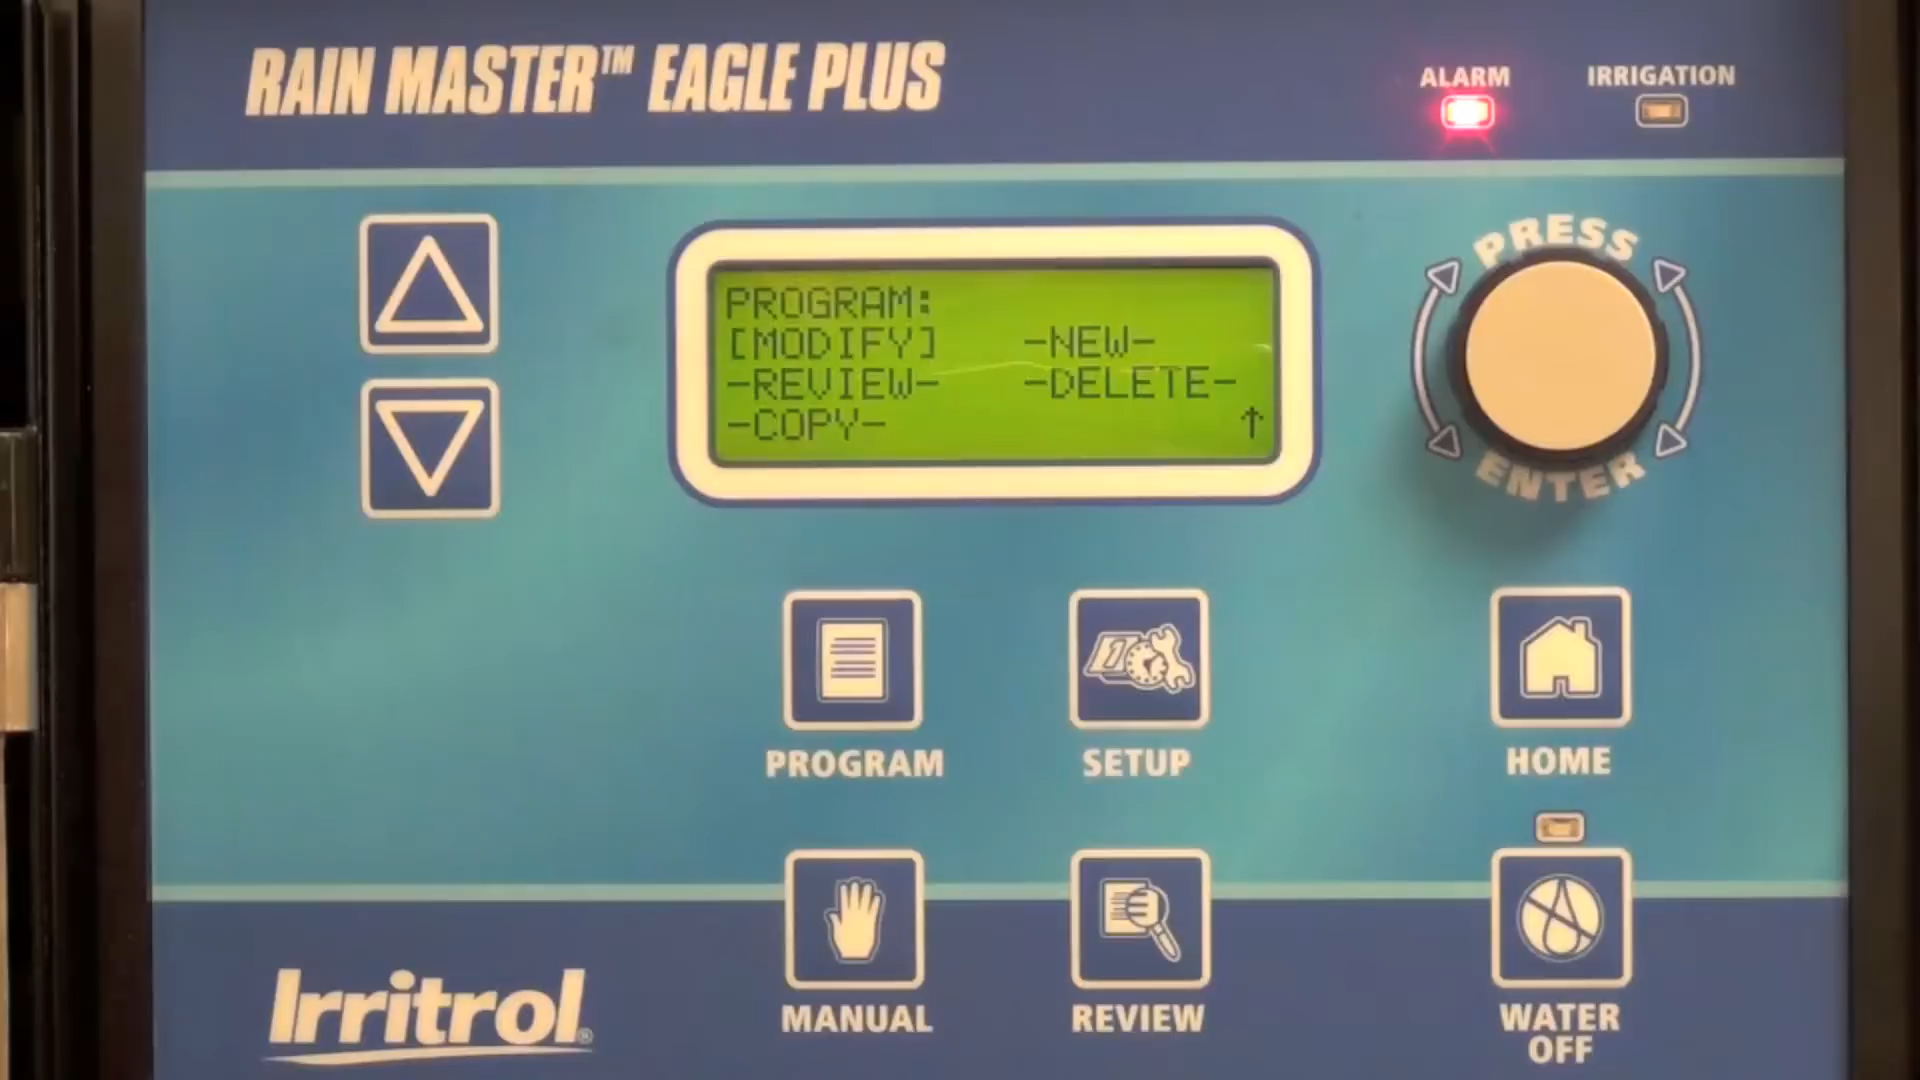 RAIN MASTER™ EAGLE PLUS
ALARM
IRRIGATION
PRESS
PROGRAM:
[MODIFY] -NEW-
-REVIEW- -DELETE-
-COPY- ↑
ENTER
PROGRAM
SETUP
HOME
MANUAL
REVIEW
WATER
OFF
Irritrol®